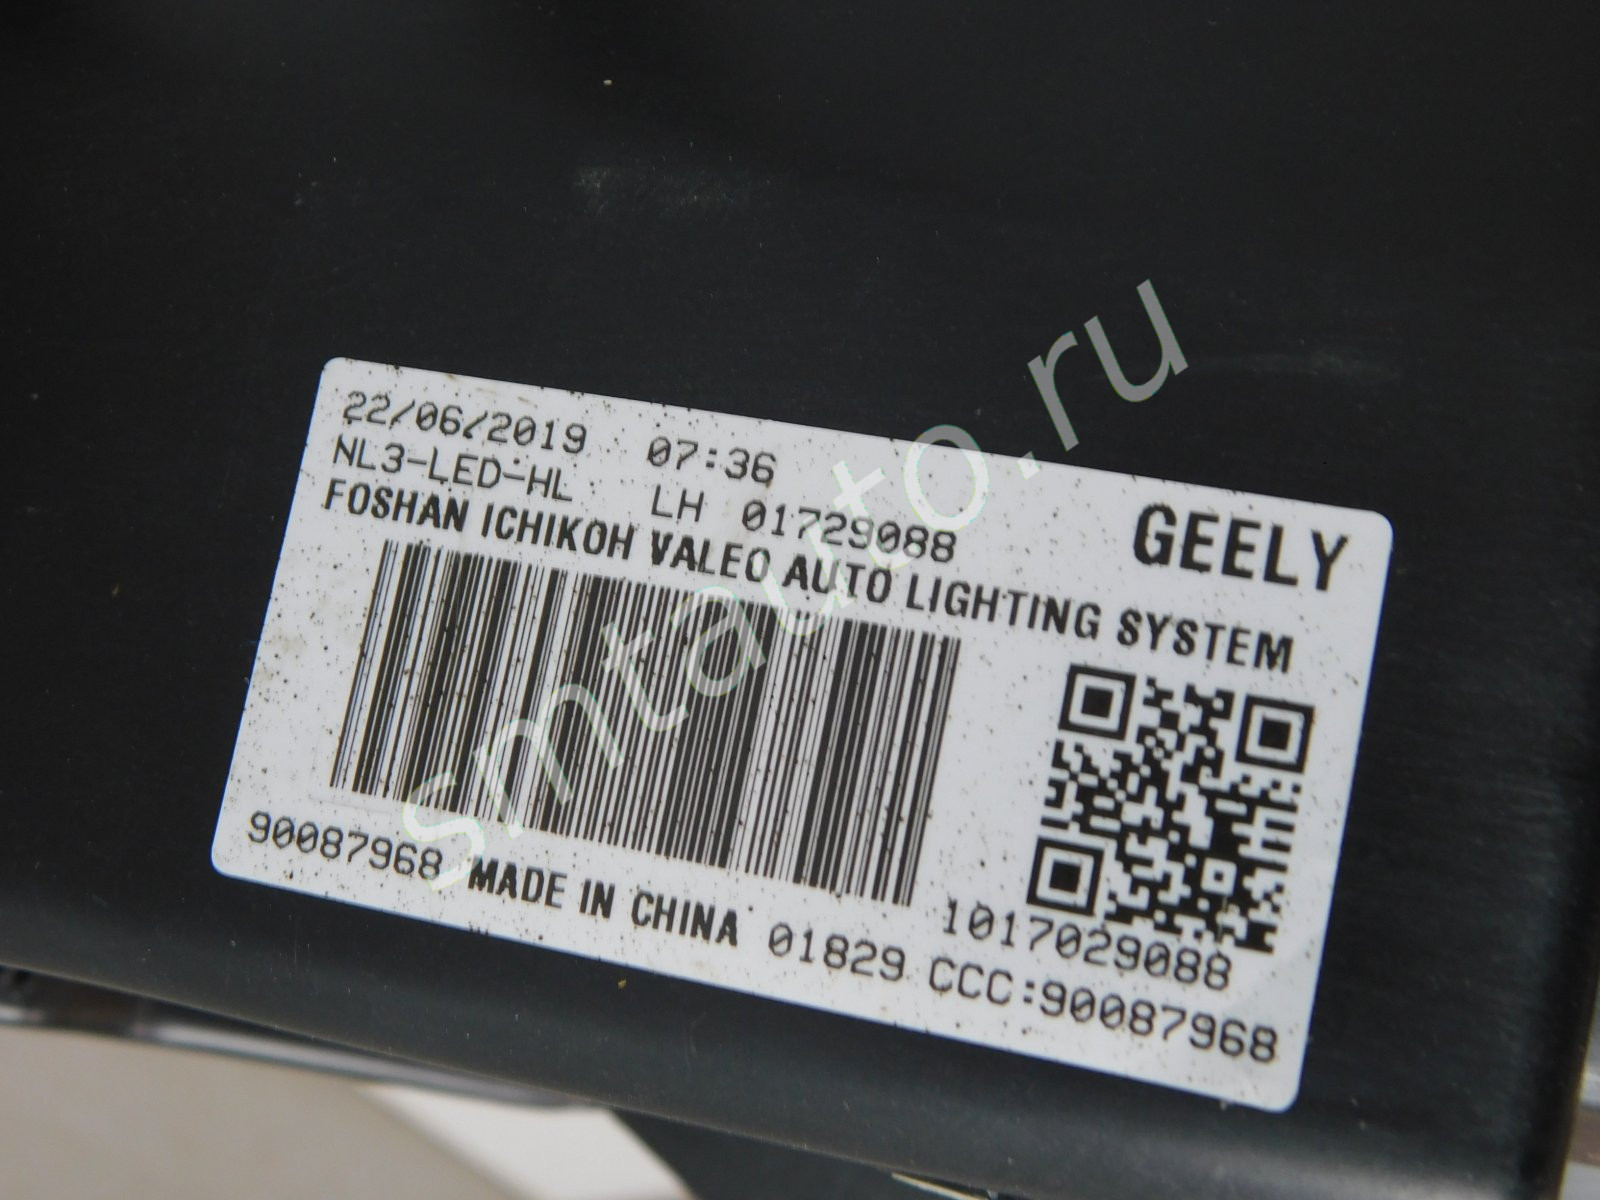 22/06/2019 07:36
NL3-LED-HL LH 01729088
GEELY
FOSHAN ICHIKOH VALEO AUTO LIGHTING SYSTEM
1017029088
90087968 MADE IN CHINA 01829 CCC:90087968
smtauto.ru